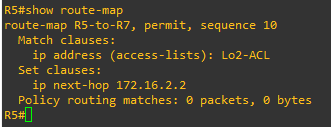 R5#show route-map
route-map R5-to-R7, permit, sequence 10
  Match clauses:
    ip address (access-lists): Lo2-ACL
  Set clauses:
    ip next-hop 172.16.2.2
  Policy routing matches: 0 packets, 0 bytes
R5#